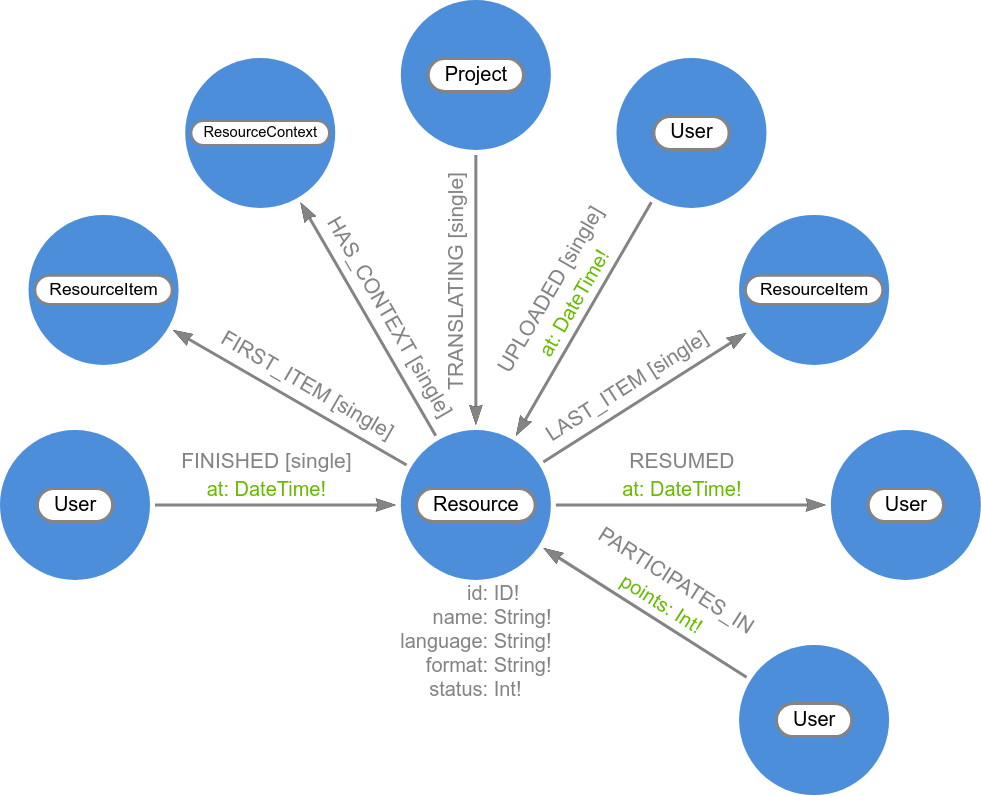 Project
User
ResourceContext
TRANSLATING [single]
UPLOADED [single]
at: DateTime!
HAS_CONTEXT [single]
ResourceItem
ResourceItem
FIRST_ITEM [single]
LAST_ITEM [single]
FINISHED [single]
at: DateTime!
RESUMED
at: DateTime!
User
Resource
User
PARTICIPATES_IN
points: Int!
id: ID!
name: String!
language: String!
format: String!
status: Int!
User